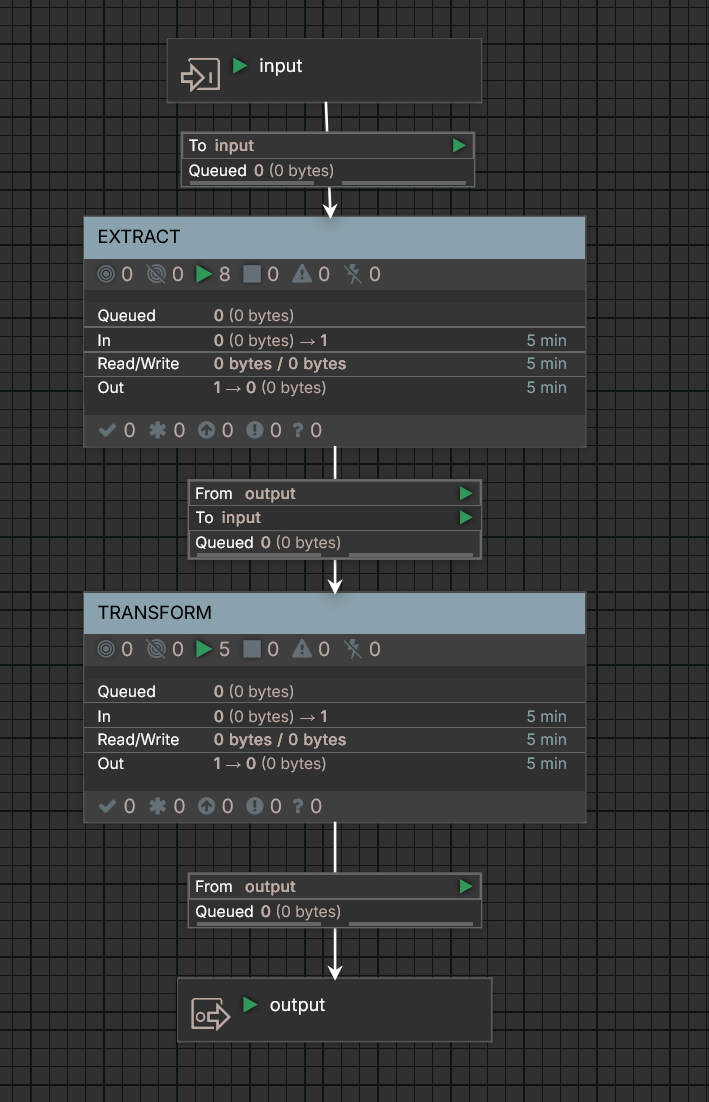 input
To input
Queued 0 (0 bytes)
EXTRACT
0 0 8 0 0 0
Queued 0 (0 bytes)
In 0 (0 bytes) → 1 5 min
Read/Write 0 bytes / 0 bytes 5 min
Out 1 → 0 (0 bytes) 5 min
0 0 0 0 ? 0
From output
To input
Queued 0 (0 bytes)
TRANSFORM
0 0 5 0 0 0
Queued 0 (0 bytes)
In 0 (0 bytes) → 1 5 min
Read/Write 0 bytes / 0 bytes 5 min
Out 1 → 0 (0 bytes) 5 min
0 0 0 0 ? 0
From output
Queued 0 (0 bytes)
output